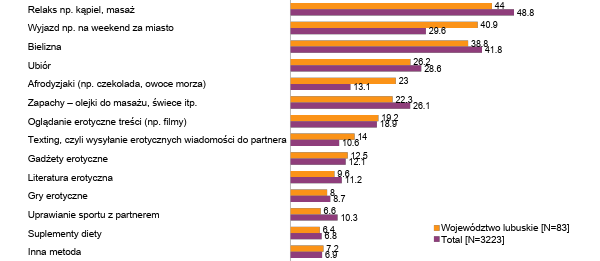 Relaks np. kąpiel, masaż 44 48.8
Wyjazd np. na weekend za miasto 40.9 29.6
Bielizna 38.8 41.8
Ubiór 26.2 28.6
Afrodyzjaki (np. czekolada, owoce morza) 23 13.1
Zapachy – olejki do masażu, świece itp. 22.3 26.1
Oglądanie erotyczne treści (np. filmy) 19.2 18.9
Texting, czyli wysyłanie erotycznych wiadomości do partnera 14 10.6
Gadżety erotyczne 12.5 12.1
Literatura erotyczna 9.6 11.2
Gry erotyczne 8 8.7
Uprawianie sportu z partnerem 6.6 10.3
Suplementy diety 6.4 6.8
Inna metoda 7.2 6.9
Województwo lubuskie [N=83]
Total [N=3223]